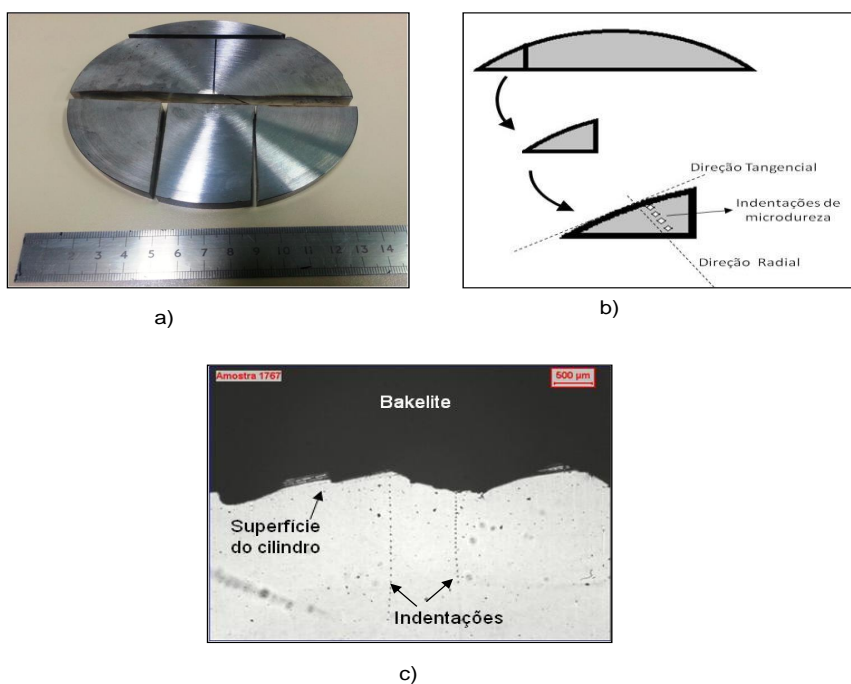 3 4 5 6 7 8 9 10 11 12 13 14
a)
Direção Tangencial
Indentações de
microdureza
Direção Radial
b)
Amostra 1767
500 µm
Bakelite
Superfície
do cilindro
Indentações
c)